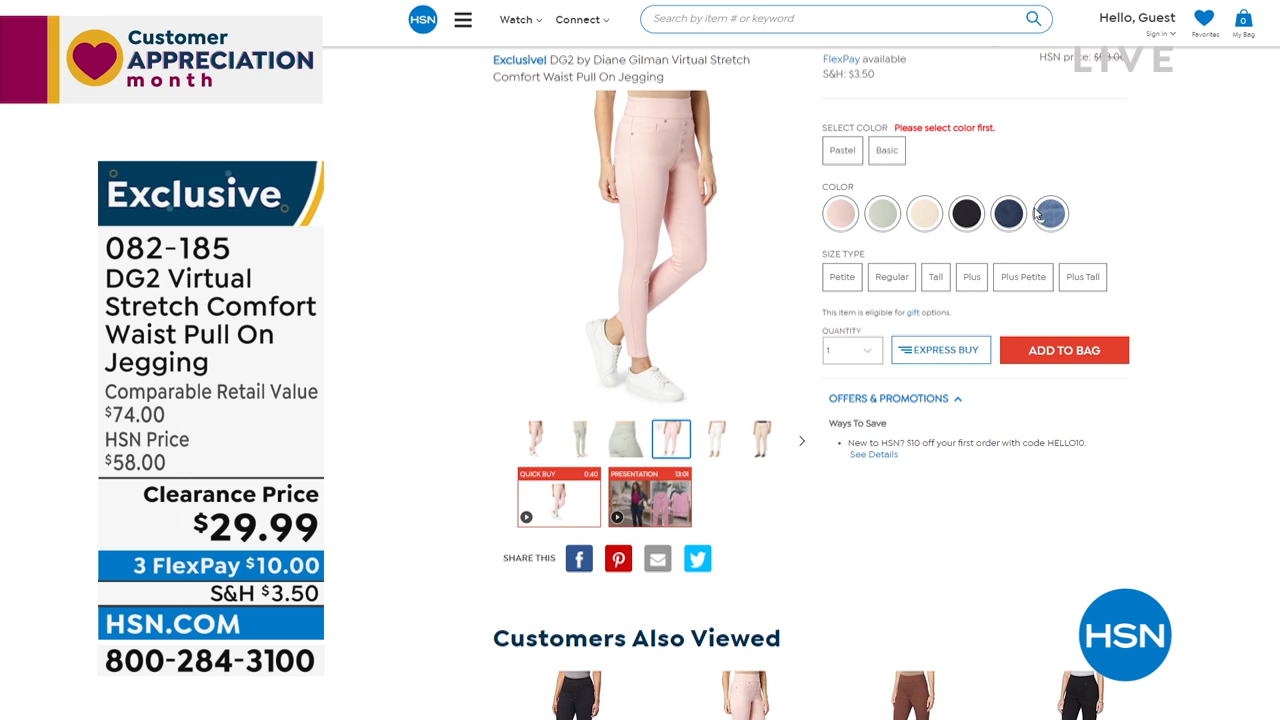 Customer
APPRECIATION
month
Exclusive
082-185
DG2 Virtual
Stretch Comfort
Waist Pull On
Jegging
Comparable Retail Value
$74.00
HSN Price
$58.00
Clearance Price
$29.99
3 FlexPay $10.00
S&H $3.50
HSN.COM
800-284-3100
HSN
Watch
Connect
Search by item # or keyword
Hello, Guest
Sign In
Favorites
0
My Bag
LIVE
Exclusive! DG2 by Diane Gilman Virtual Stretch
Comfort Waist Pull On Jegging
QUICK BUY 0:40
PRESENTATION 13:01
SHARE THIS
FlexPay available
HSN price:
S&H: $3.50
SELECT COLOR Please select color first.
Pastel Basic
COLOR
SIZE TYPE
Petite Regular Tall Plus Plus Petite Plus Tall
This item is eligible for gift options.
QUANTITY
1
EXPRESS BUY
ADD TO BAG
OFFERS & PROMOTIONS
Ways To Save
• New to HSN? $10 off your first order with code HELLO10.
See Details
Customers Also Viewed
HSN